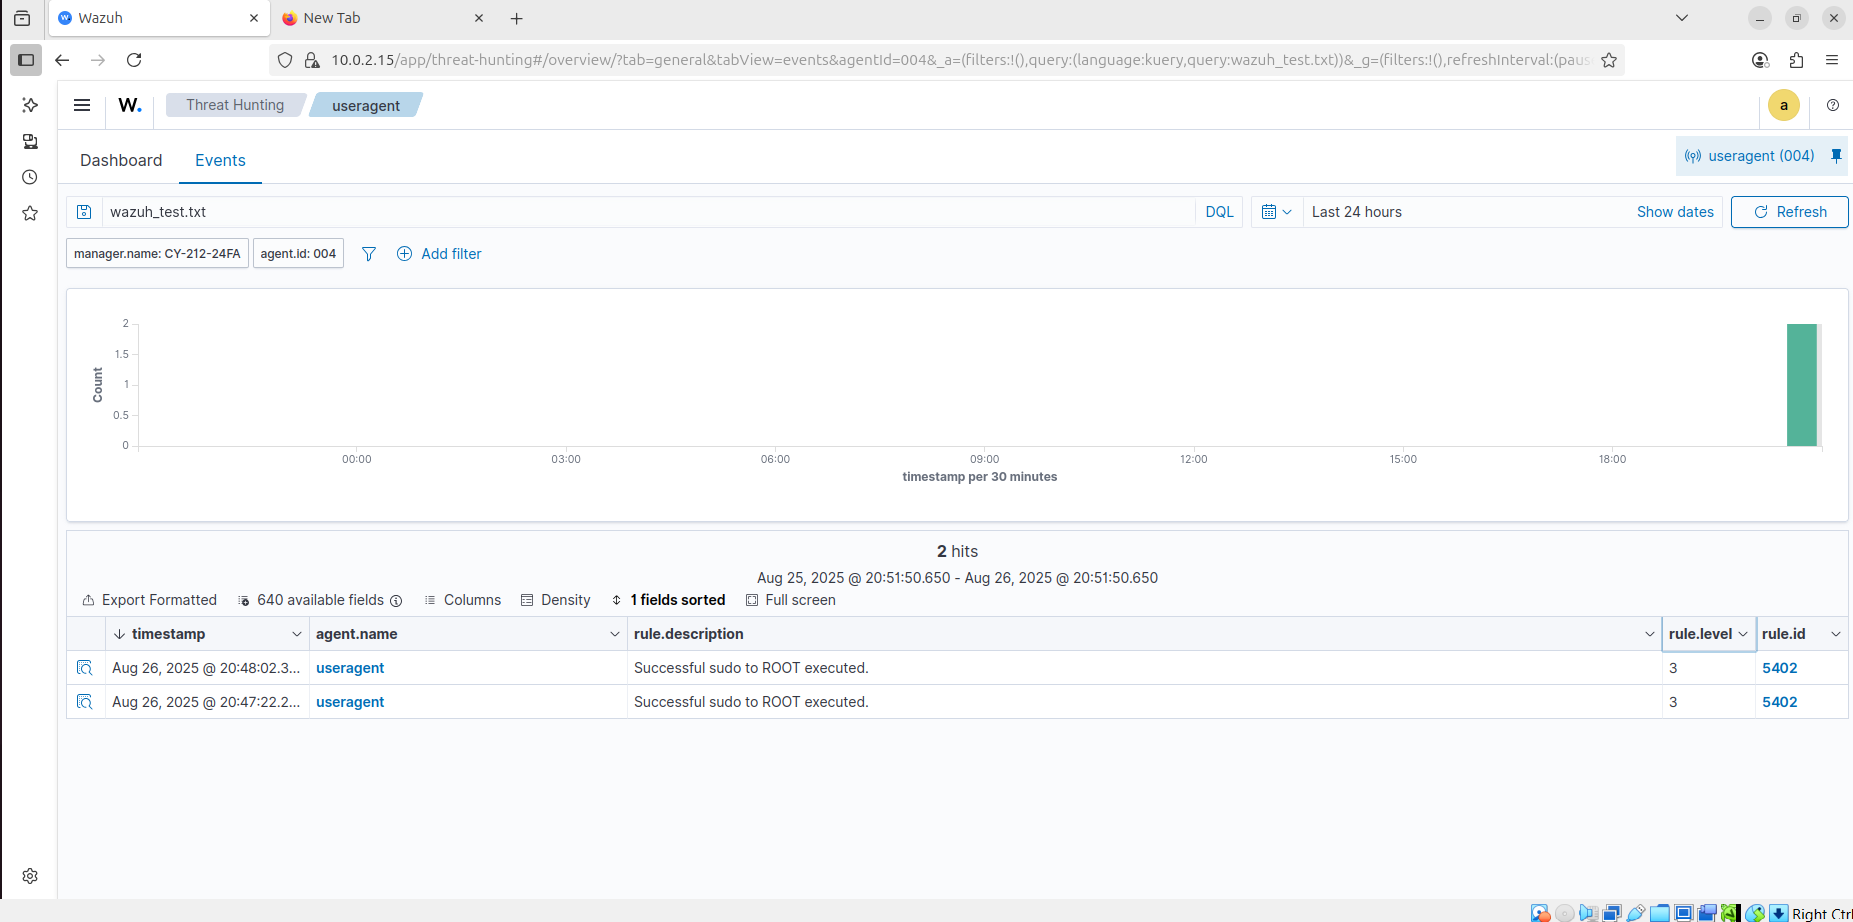 Wazuh
New Tab
10.0.2.15/app/threat-hunting#/overview/?tab=general&tabView=events&agentId=004&_a=(filters:!(),query:(language:kuery,query:wazuh_test.txt))&_g=(filters:!(),refreshInterval:(paus
W. Threat Hunting useragent a
Dashboard Events useragent (004)
wazuh_test.txt DQL Last 24 hours Show dates Refresh
manager.name: CY-212-24FA agent.id: 004 Add filter
2
1.5
1
0.5
0
Count
00:00 03:00 06:00 09:00 12:00 15:00 18:00
timestamp per 30 minutes
2 hits
Aug 25, 2025 @ 20:51:50.650 - Aug 26, 2025 @ 20:51:50.650
Export Formatted 640 available fields Columns Density 1 fields sorted Full screen
timestamp agent.name rule.description rule.level rule.id
Aug 26, 2025 @ 20:48:02.3... useragent Successful sudo to ROOT executed. 3 5402
Aug 26, 2025 @ 20:47:22.2... useragent Successful sudo to ROOT executed. 3 5402
Right Ctrl